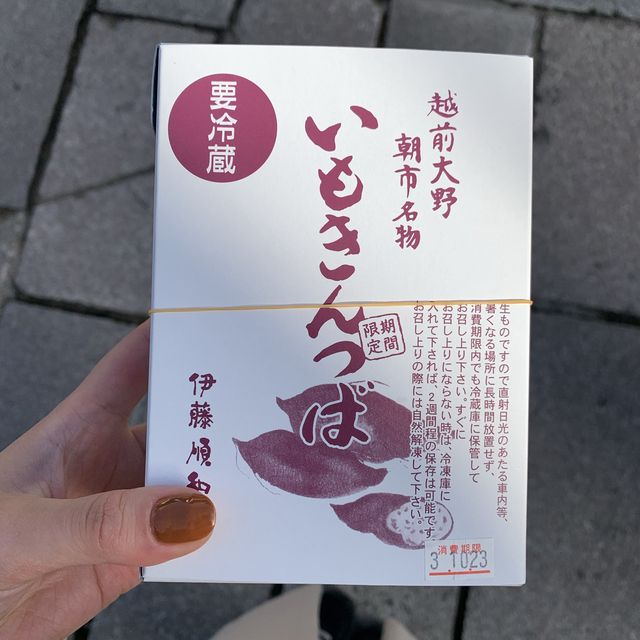 越前大野
朝市名物
要冷蔵
いもきんつば
期間
限定
生ものですので直射日光のあたる車内等、
暑くなる場所に長時間放置せず、
消費期限内でも冷蔵庫に保管して
お召し上り下さい。すぐに
お召し上りにならない時は、冷凍庫に
入れて下されば、2週間程の保存は可能です。
お召し上りの際には自然解凍して下さい。
伊藤順
消費期限
3 1023